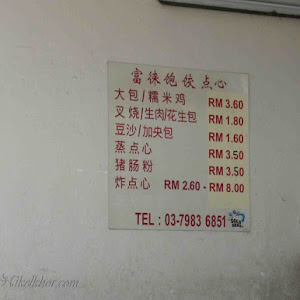 富徕饱饺点心
大包/糯米鸡 RM 3.60
叉烧/生肉/花生包 RM 1.80
豆沙/加央包 RM 1.60
蒸点心 RM 3.50
猪肠粉 RM 3.50
炸点心 RM 2.60 - RM 8.00
TEL : 03-7983 6851